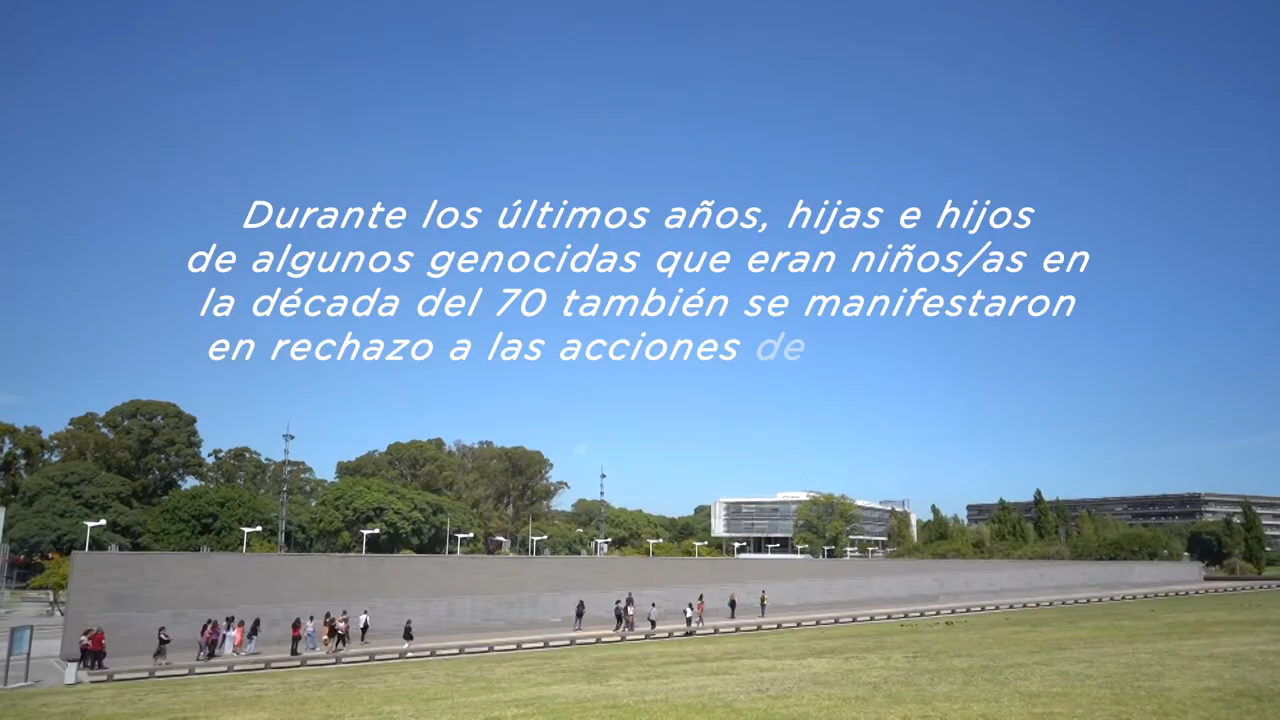 Durante los últimos años, hijas e hijos
de algunos genocidas que eran niños/as en
la década del 70 también se manifestaron
en rechazo a las acciones de